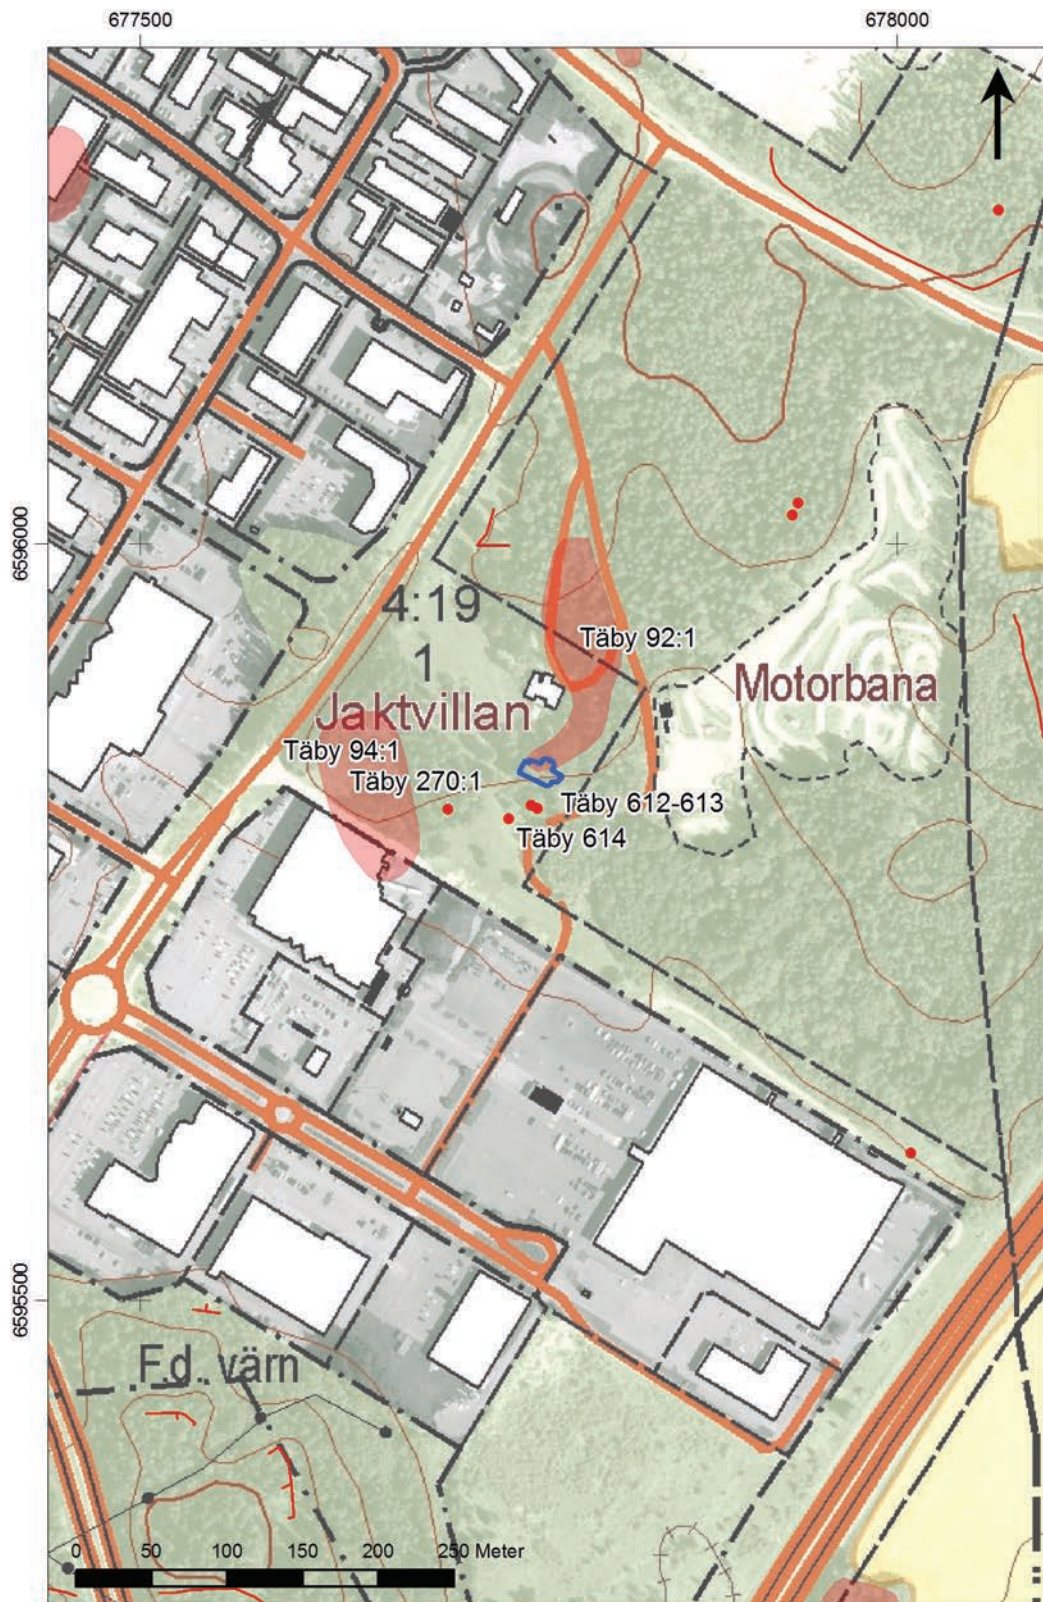 677500
678000
6596000
4:19
1
Täby 92:1
Motorbana
Jaktvillan
Täby 94:1
Täby 270:1
Täby 612-613
Täby 614
6595500
F.d. värn
0 50 100 150 200 250 Meter